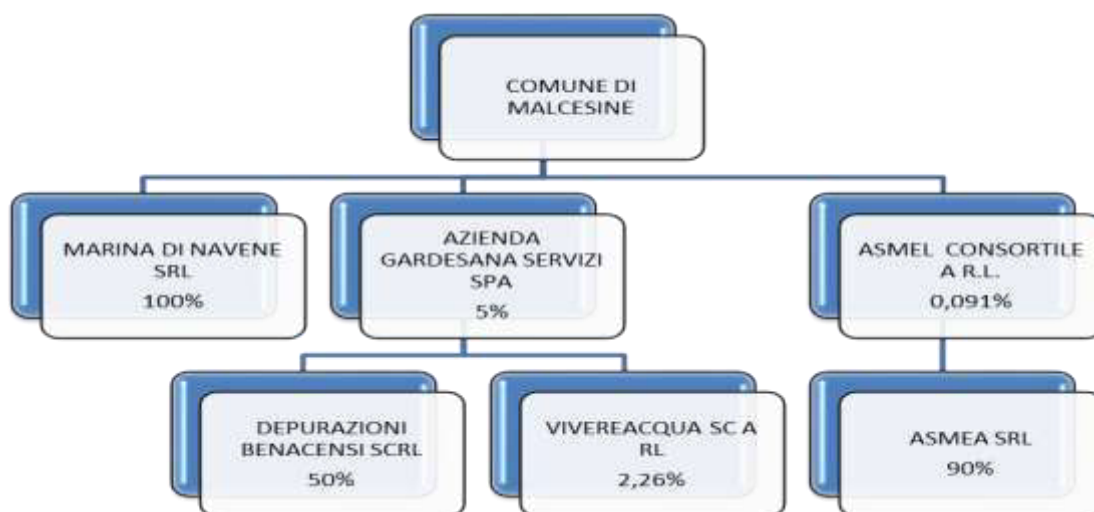 COMUNE DI
MALCESINE
MARINA DI NAVENE
SRL
100%
AZIENDA
GARDESANA SERVIZI
SPA
5%
ASMEL CONSORTILE
A R.L.
0,091%
DEPURAZIONI
BENACENSI SCRL
50%
VIVEREACQUA SC A
RL
2,26%
ASMEA SRL
90%